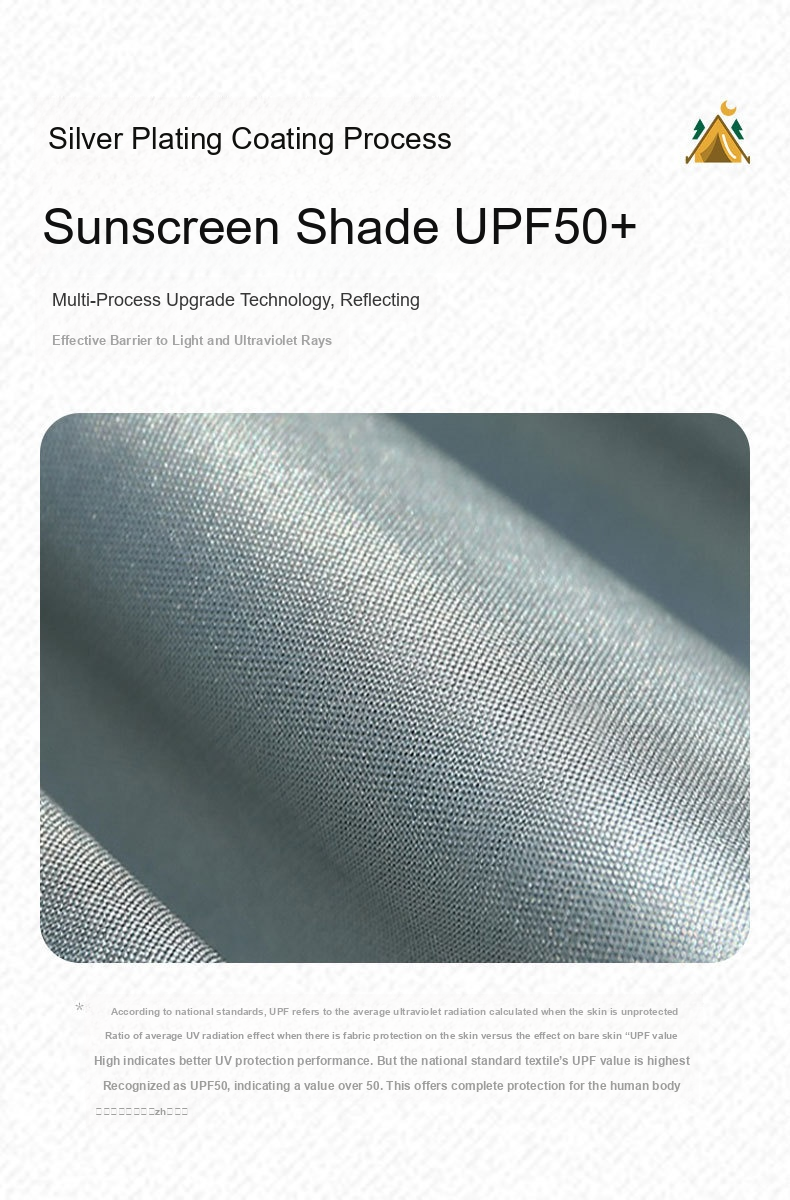 Silver Plating Coating Process
Sunscreen Shade UPF50+
Multi-Process Upgrade Technology, Reflecting
Effective Barrier to Light and Ultraviolet Rays
* According to national standards, UPF refers to the average ultraviolet radiation calculated when the skin is unprotected
Ratio of average UV radiation effect when there is fabric protection on the skin versus the effect on bare skin “UPF value
High indicates better UV protection performance. But the national standard textile's UPF value is highest
Recognized as UPF50, indicating a value over 50. This offers complete protection for the human body
zh